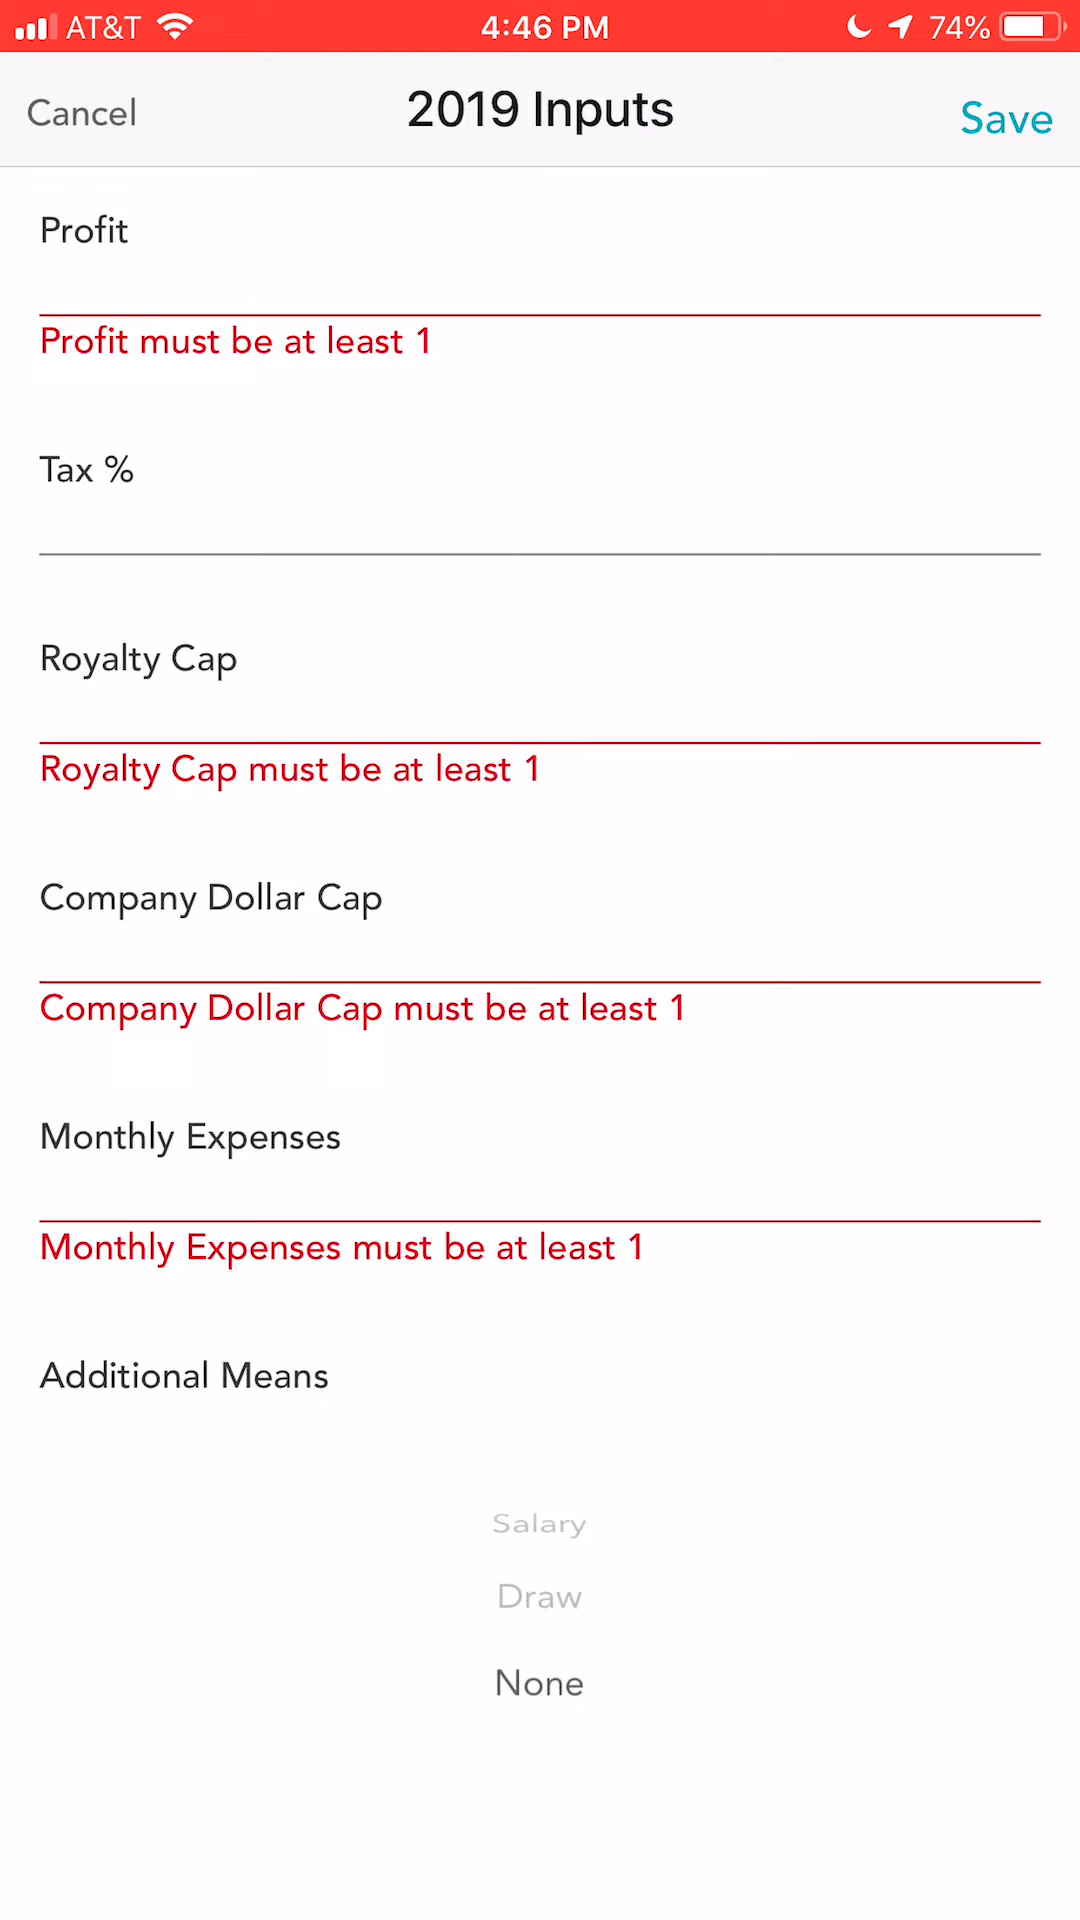 AT&T 4:46 PM 74%
Cancel 2019 Inputs Save
Profit
Profit must be at least 1
Tax %
Royalty Cap
Royalty Cap must be at least 1
Company Dollar Cap
Company Dollar Cap must be at least 1
Monthly Expenses
Monthly Expenses must be at least 1
Additional Means
Salary
Draw
None